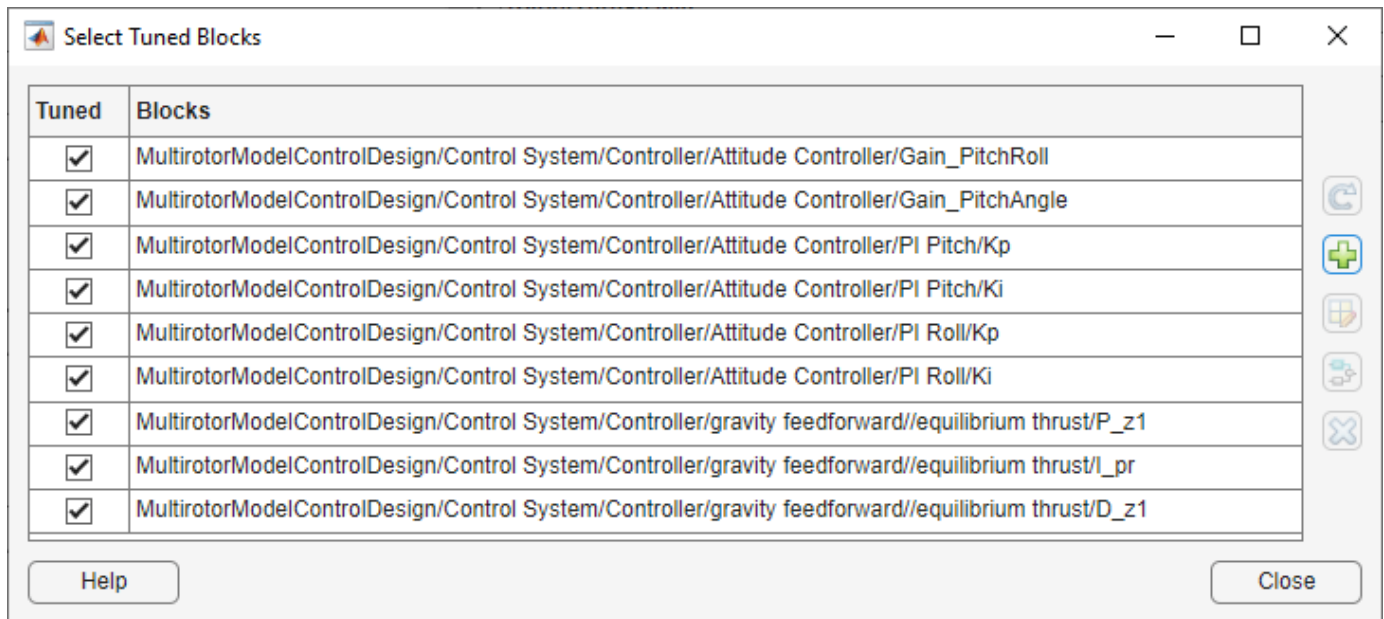 Select Tuned Blocks
Tuned Blocks
MultirotorModelControlDesign/Control System/Controller/Attitude Controller/Gain_PitchRoll
MultirotorModelControlDesign/Control System/Controller/Attitude Controller/Gain_PitchAngle
MultirotorModelControlDesign/Control System/Controller/Attitude Controller/PI Pitch/Kp
MultirotorModelControlDesign/Control System/Controller/Attitude Controller/PI Pitch/Ki
MultirotorModelControlDesign/Control System/Controller/Attitude Controller/PI Roll/Kp
MultirotorModelControlDesign/Control System/Controller/Attitude Controller/PI Roll/Ki
MultirotorModelControlDesign/Control System/Controller/gravity feedforward//equilibrium thrust/P_z1
MultirotorModelControlDesign/Control System/Controller/gravity feedforward//equilibrium thrust/I_pr
MultirotorModelControlDesign/Control System/Controller/gravity feedforward//equilibrium thrust/D_z1
Help Close